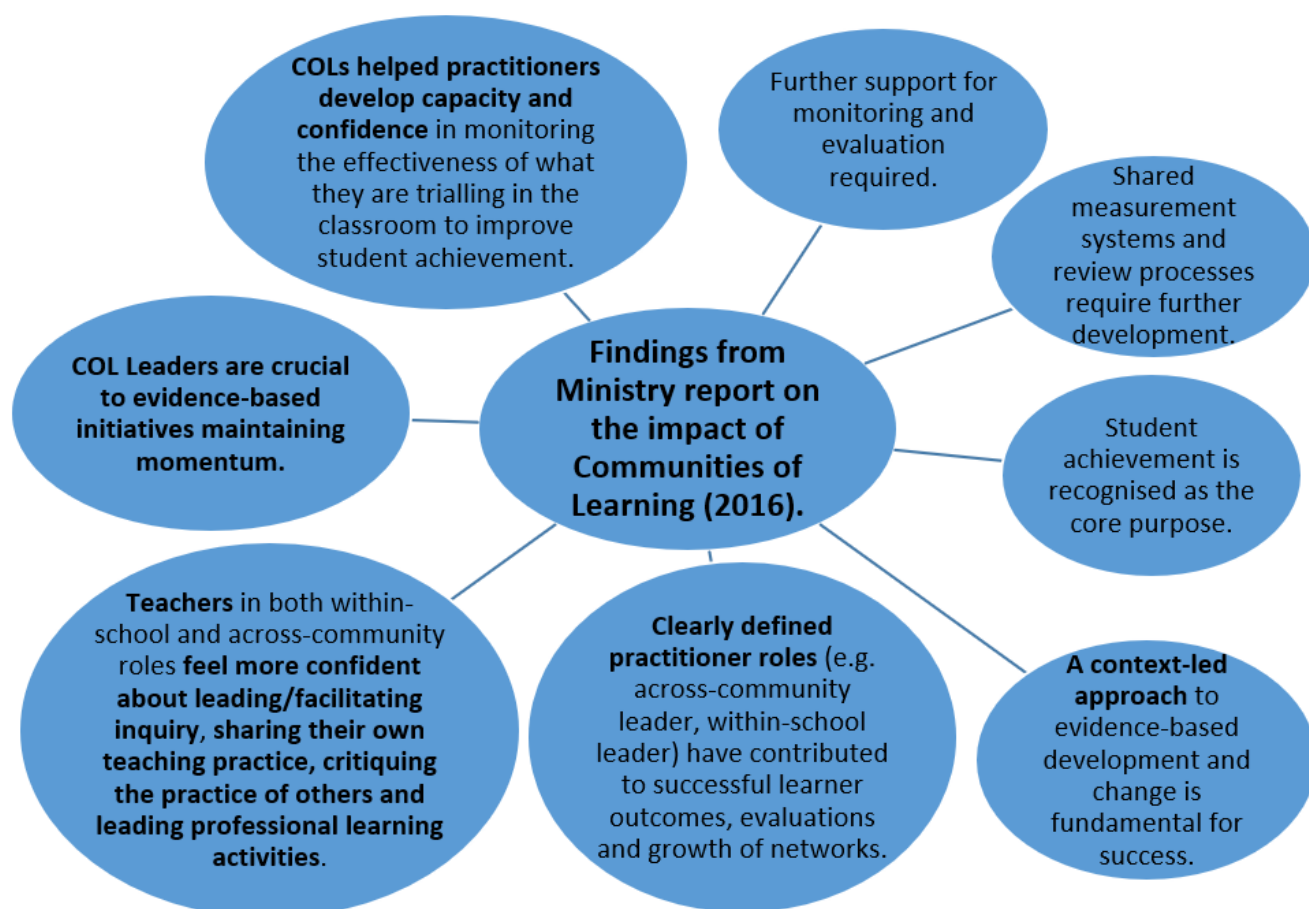 COLs helped practitioners
develop capacity and
confidence in monitoring
the effectiveness of what
they are trialling in the
classroom to improve
student achievement.
Further support for
monitoring and
evaluation
required.
Shared
measurement
systems and
review processes
require further
development.
COL Leaders are crucial
to evidence-based
initiatives maintaining
momentum.
Findings from
Ministry report on
the impact of
Communities of
Learning (2016).
Student
achievement is
recognised as the
core purpose.
Teachers in both within-
school and across-community
roles feel more confident
about leading/facilitating
inquiry, sharing their own
teaching practice, critiquing
the practice of others and
leading professional learning
activities.
Clearly defined
practitioner roles (e.g.
across-community
leader, within-school
leader) have contributed
to successful learner
outcomes, evaluations
and growth of networks.
A context-led
approach to
evidence-based
development and
change is
fundamental for
success.